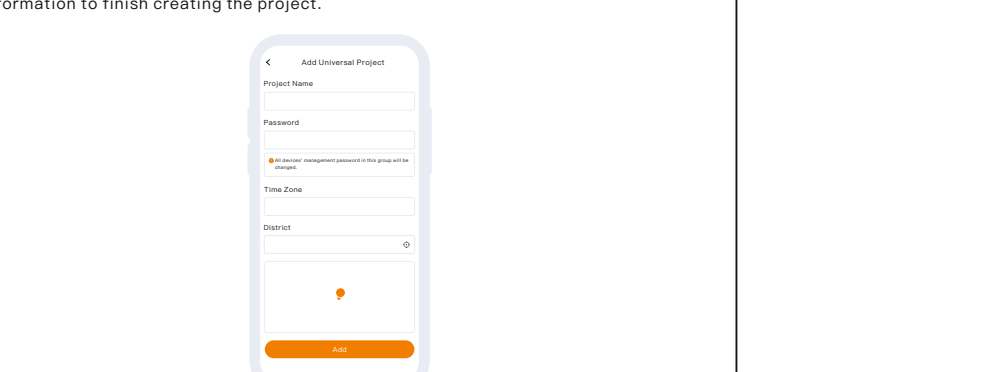 formation to finish creating the project.
Add Universal Project
Project Name
Password
All devices' management password in this group will be
changed.
Time Zone
District
Add